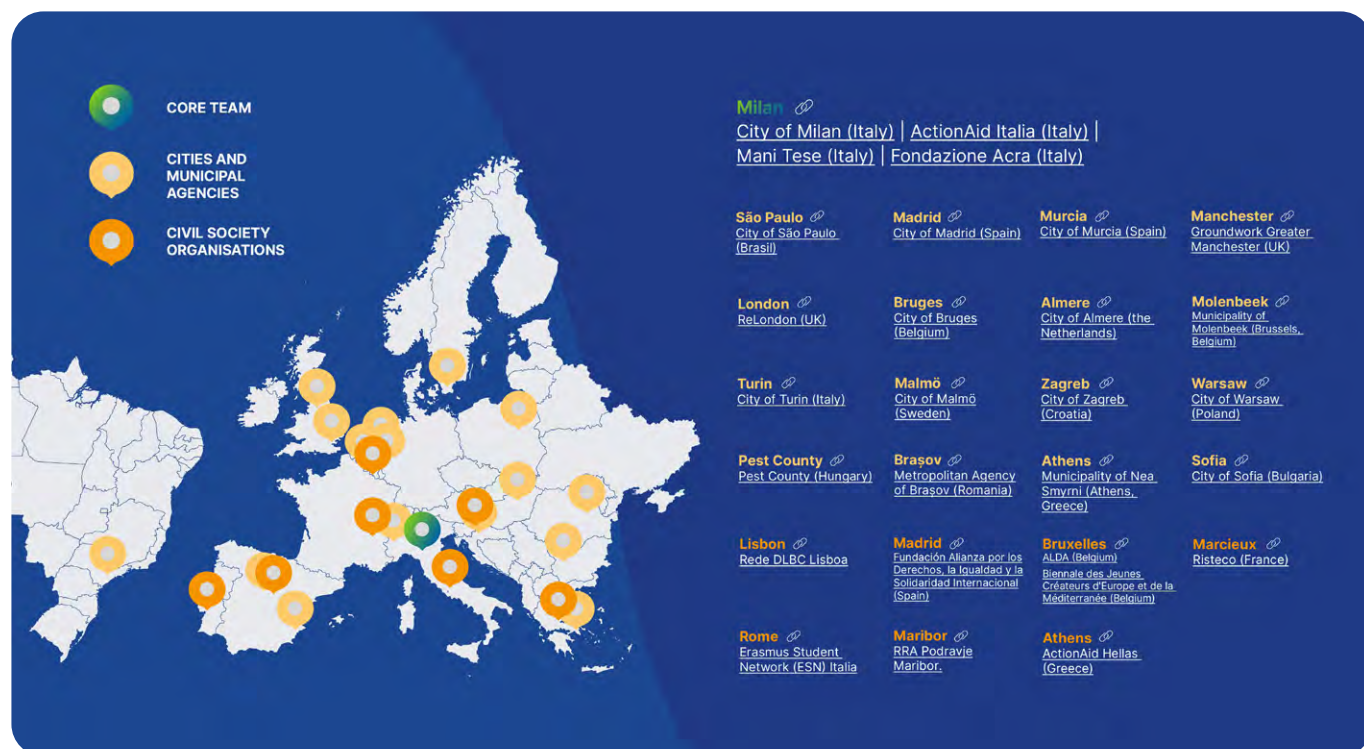 CORE TEAM
CITIES AND
MUNICIPAL
AGENCIES
CIVIL SOCIETY
ORGANISATIONS
Milan
City of Milan (Italy) | ActionAid Italia (Italy) |
Mani Tese (Italy) | Fondazione Acra (Italy)
São Paulo
City of São Paulo
(Brasil)
Madrid
City of Madrid (Spain)
Murcia
City of Murcia (Spain)
Manchester
Groundwork Greater
Manchester (UK)
London
ReLondon (UK)
Bruges
City of Bruges
(Belgium)
Almere
City of Almere (the
Netherlands)
Molenbeek
Municipality of
Molenbeek (Brussels,
Belgium)
Turin
City of Turin (Italy)
Malmö
City of Malmö
(Sweden)
Zagreb
City of Zagreb
(Croatia)
Warsaw
City of Warsaw
(Poland)
Pest County
Pest County (Hungary)
Brașov
Metropolitan Agency
of Brașov (Romania)
Athens
Municipality of Nea
Smyrni (Athens,
Greece)
Sofia
City of Sofia (Bulgaria)
Lisbon
Rede DLBC Lisboa
Madrid
Fundación Alianza por los
Derechos, la Igualdad y la
Solidaridad Internacional
(Spain)
Bruxelles
ALDA (Belgium)
Biennale des Jeunes
Créateurs d'Europe et de la
Méditerranée (Belgium)
Marcieux
Risteco (France)
Rome
Erasmus Student
Network (ESN) Italia
Maribor
RRA Podravje
Maribor.
Athens
ActionAid Hellas
(Greece)